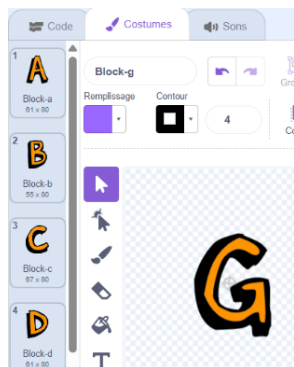 Code
Costumes
Sons
1
A
Block-a
61 x 80
2
B
Block-b
55 x 80
3
C
Block-c
67 x 80
4
D
Block-d
61 x 80
Block-g
Remplissage
Contour
4
G
T